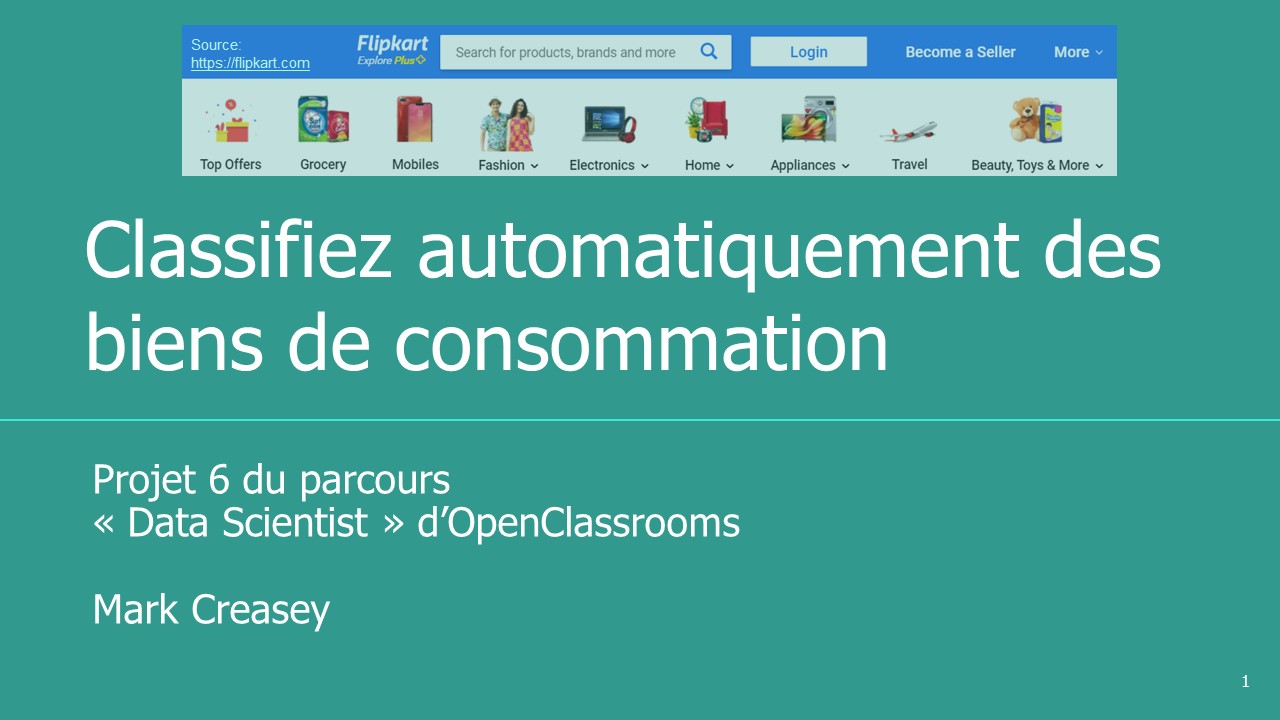 Source:
https://flipkart.com
Flipkart
Explore Plus
Search for products, brands and more
Login
Become a Seller
More
Top Offers
Grocery
Mobiles
Fashion
Electronics
Home
Appliances
Travel
Beauty, Toys & More
Classifiez automatiquement des
biens de consommation
Projet 6 du parcours
« Data Scientist » d’OpenClassrooms
Mark Creasey
1